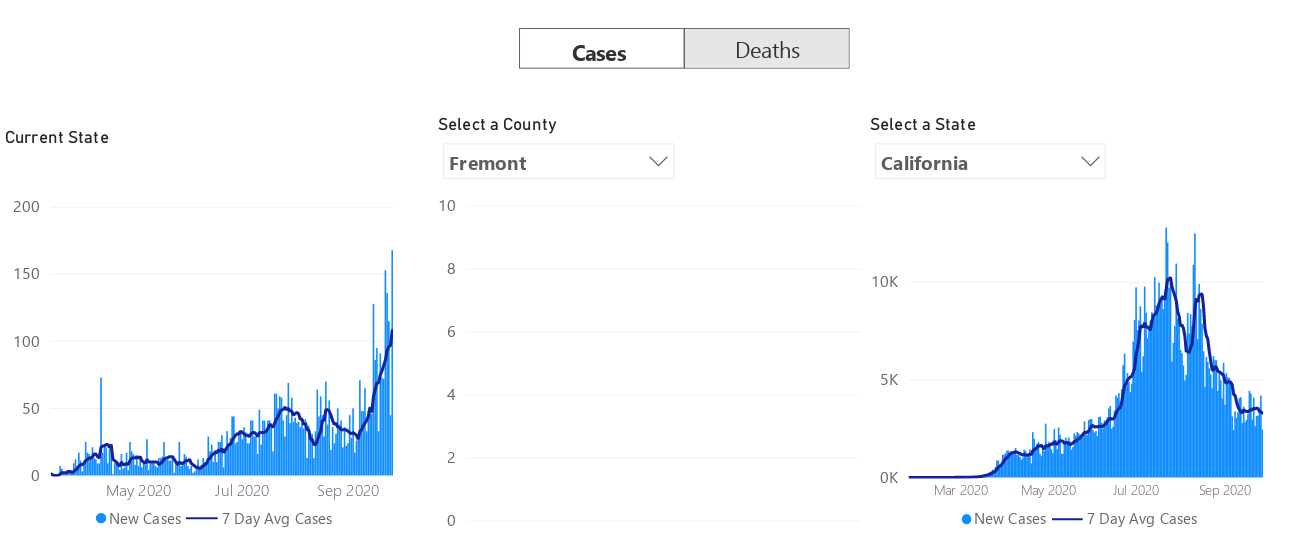 Cases
Deaths
Current State
Select a County
Select a State
Fremont
California
200
150
100
50
0
May 2020
Jul 2020
Sep 2020
New Cases
7 Day Avg Cases
10
8
6
4
2
0
10K
5K
0K
Mar 2020
May 2020
Jul 2020
Sep 2020
New Cases
7 Day Avg Cases